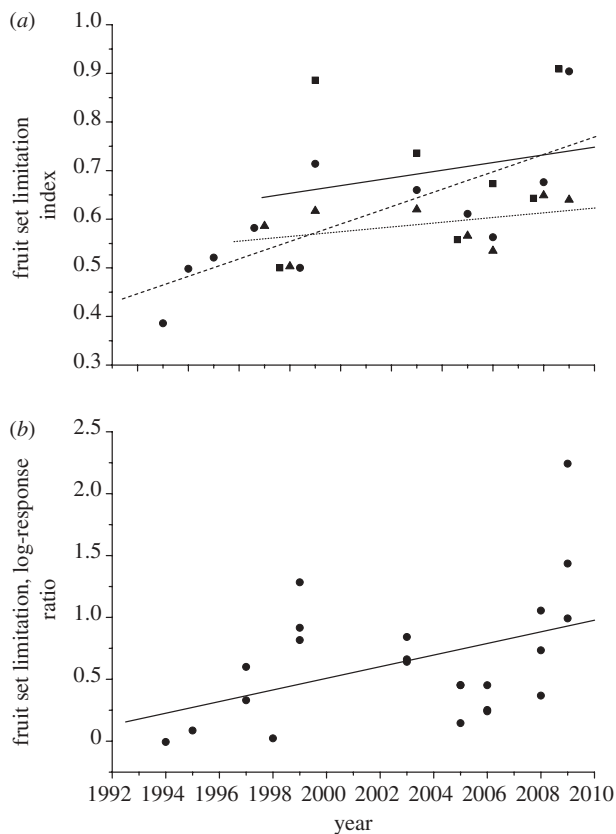 (a)
1.0
0.9
0.8
0.7
0.6
0.5
0.4
0.3
fruit set limitation
index
(b)
2.5
2.0
1.5
1.0
0.5
0
fruit set limitation, log-response
ratio
1992 1994 1996 1998 2000 2002 2004 2006 2008 2010
year